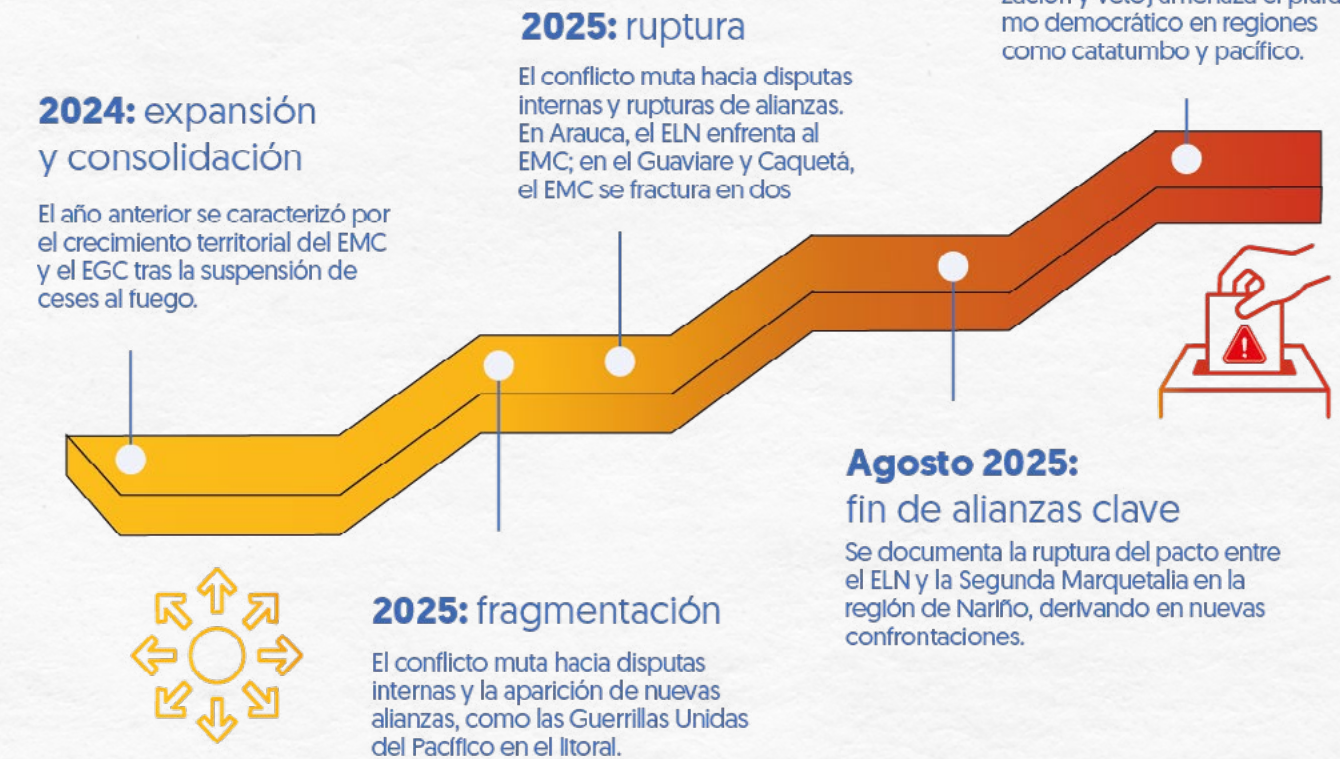 2024: expansión
y consolidación
El año anterior se caracterizó por
el crecimiento territorial del EMC
y el EGC tras la suspensión de
ceses al fuego.
2025: fragmentación
El conflicto muta hacia disputas
internas y la aparición de nuevas
alianzas, como las Guerrillas Unidas
del Pacífico en el litoral.
2025: ruptura
El conflicto muta hacia disputas
internas y rupturas de alianzas.
En Arauca, el ELN enfrenta al
EMC; en el Guaviare y Caquetá,
el EMC se fractura en dos
Agosto 2025:
fin de alianzas clave
Se documenta la ruptura del pacto entre
el ELN y la Segunda Marquetalia en la
región de Nariño, derivando en nuevas
confrontaciones.
mo democrático en regiones
como catatumbo y pacífico.